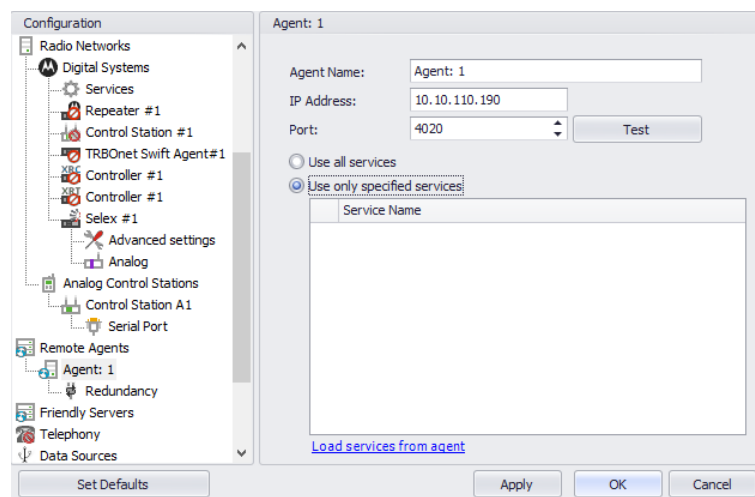 Configuration
Radio Networks
Digital Systems
Services
Repeater #1
Control Station #1
TRBOnet Swift Agent#1
XRC
Controller #1
XRT
Controller #1
Selex #1
Advanced settings
Analog
Analog Control Stations
Control Station A1
Serial Port
Remote Agents
Agent: 1
Redundancy
Friendly Servers
Telephony
Data Sources
Set Defaults
Agent: 1
Agent Name: Agent: 1
IP Address: 10.10.110.190
Port: 4020 Test
Use all services
Use only specified services
Service Name
Load services from agent
Apply OK Cancel